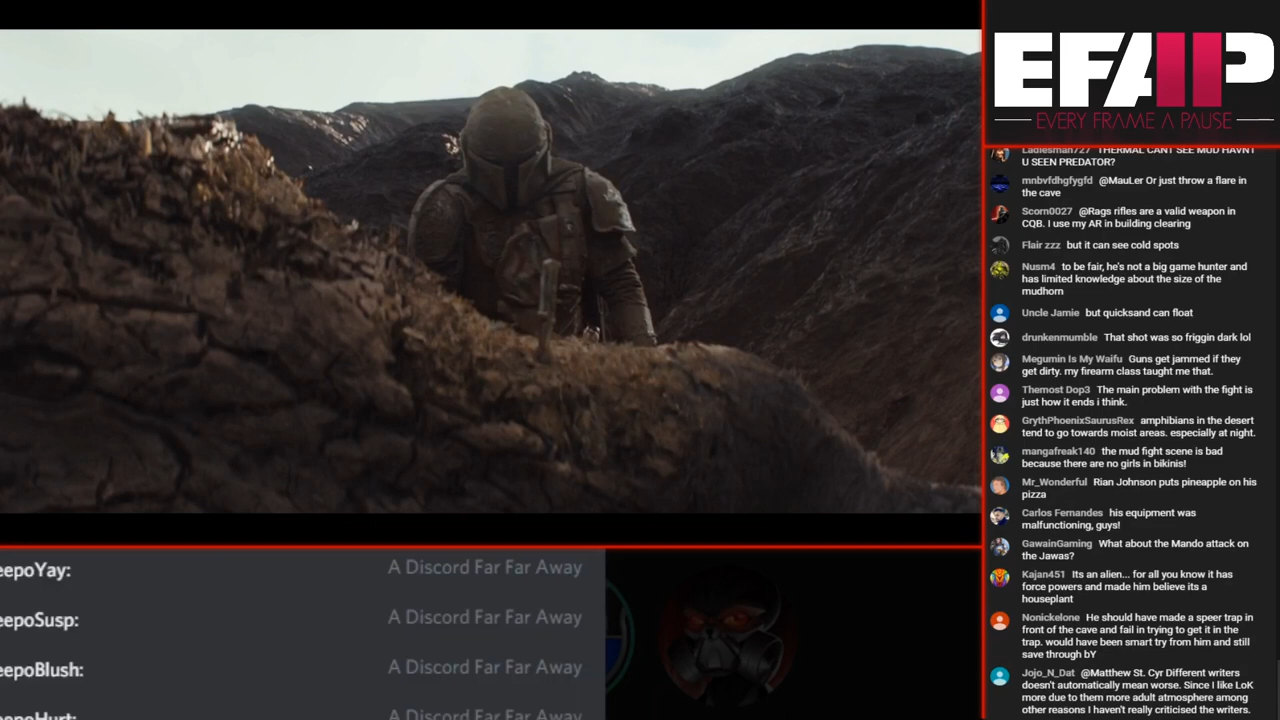 EFAP
EVERY FRAME A PAUSE
Ladiesman727 THERMAL CANT SEE MUD HAVNT
U SEEN PREDATOR?
mnbvfdhgfygfd @MauLer Or just throw a flare in
the cave
Scorn0027 @Rags rifles are a valid weapon in
CQB. I use my AR in building clearing
Flair zzz but it can see cold spots
Nusm4 to be fair, he's not a big game hunter and
has limited knowledge about the size of the
mudhorn
Uncle Jamie but quicksand can float
drunkenmumble That shot was so friggin dark lol
Megumin Is My Waifu Guns get jammed if they
get dirty. my firearm class taught me that.
Themost Dop3 The main problem with the fight is
just how it ends i think.
GrythPhoenixSaurusRex amphibians in the desert
tend to go towards moist areas. especially at night.
mangafreak140 the mud fight scene is bad
because there are no girls in bikinis!
Mr_Wonderful Rian Johnson puts pineapple on his
pizza
Carlos Fernandes his equipment was
malfunctioning, guys!
GawainGaming What about the Mando attack on
the Jawas?
Kajan451 Its an alien... for all you know it has
force powers and made him believe its a
houseplant
Nonickelone He should have made a speer trap in
front of the cave and fail in trying to get it in the
trap. would have been smart try from him and still
save through bY
Jojo_N_Dat @Matthew St. Cyr Different writers
doesn't automatically mean worse. Since I like LoK
more due to them more adult atmosphere among
other reasons I haven't really criticised the writers.
eepoYay: A Discord Far Far Away
eepoSusp: A Discord Far Far Away
eepoBlush: A Discord Far Far Away
eepoHurt: A Discord Far Far Away